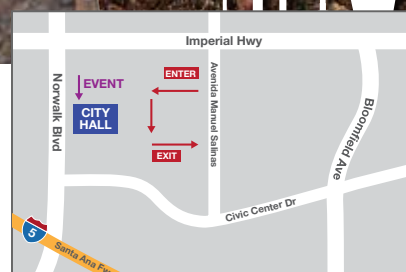 Imperial Hwy
ENTER
EVENT
CITY
HALL
EXIT
Norwalk Blvd
Avenida Manuel Salinas
Bloomfield Ave
Civic Center Dr
5
Santa Ana Fwy